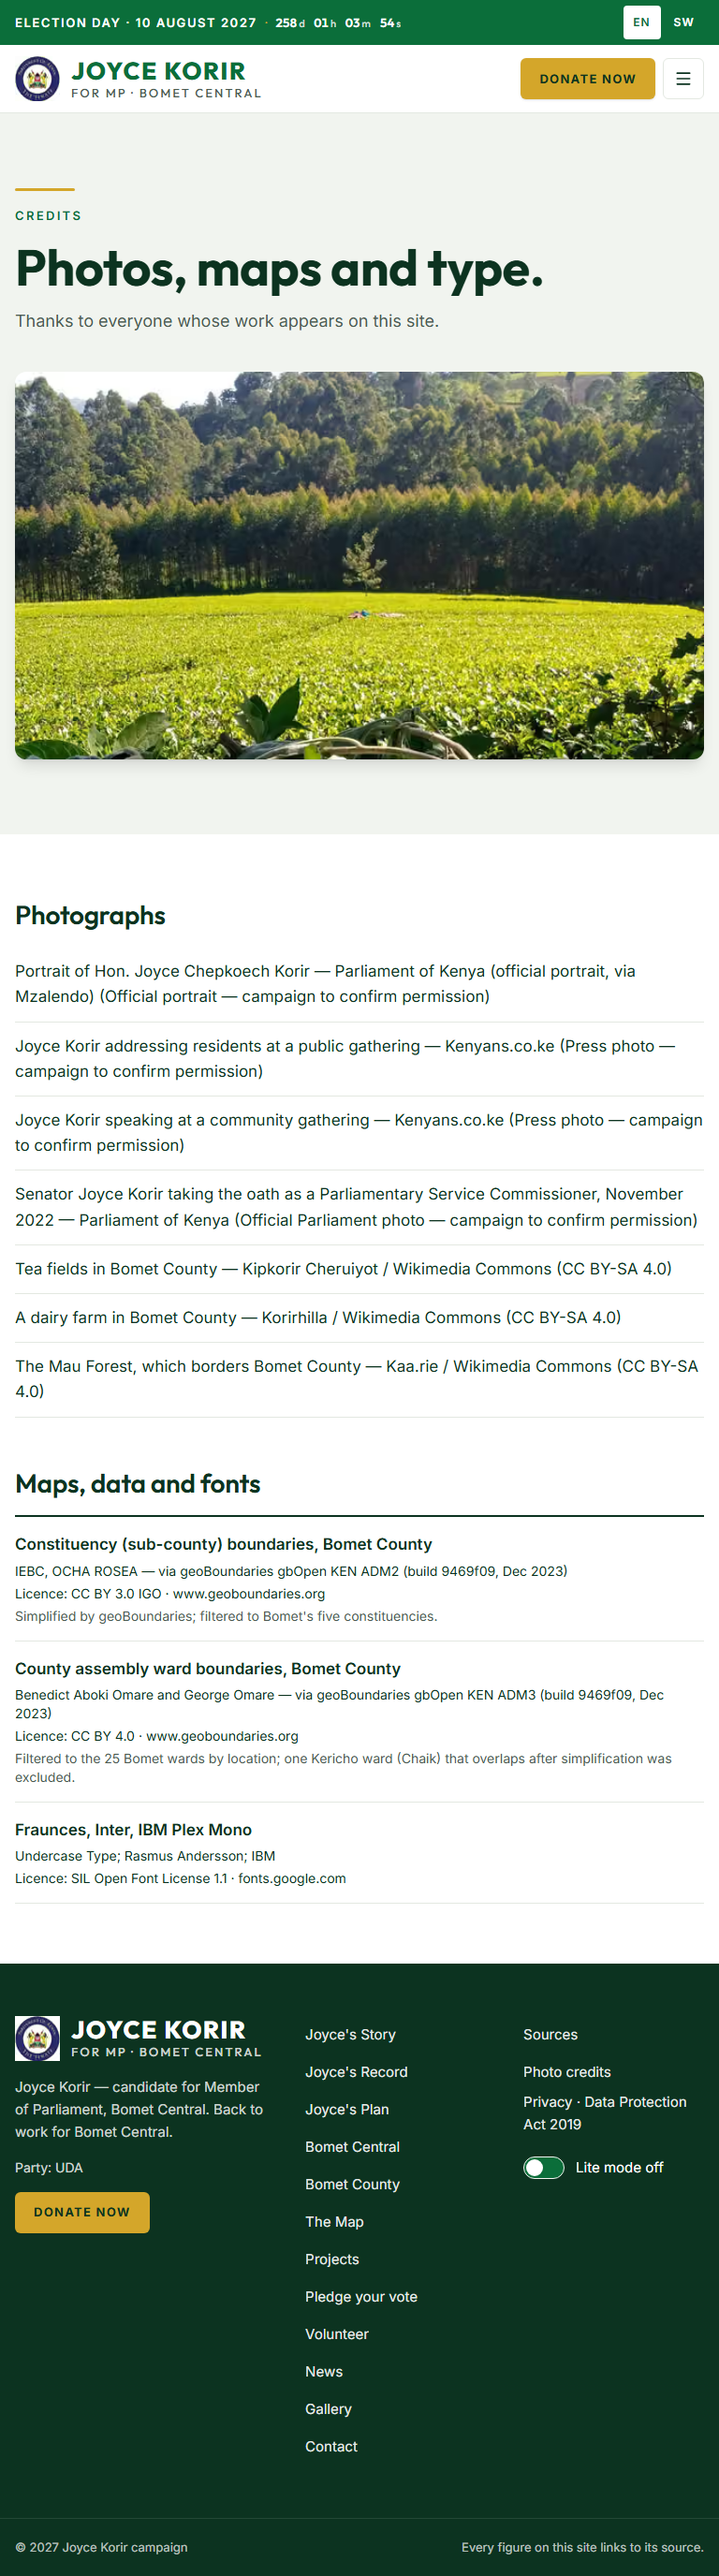 ELECTION DAY · 10 AUGUST 2027 · 258d 01h 03m 54s
EN SW
JOYCE KORIR
FOR MP · BOMET CENTRAL
DONATE NOW
CREDITS
Photos, maps and type.
Thanks to everyone whose work appears on this site.
Photographs
Portrait of Hon. Joyce Chepkoech Korir — Parliament of Kenya (official portrait, via
Mzalendo) (Official portrait — campaign to confirm permission)
Joyce Korir addressing residents at a public gathering — Kenyans.co.ke (Press photo —
campaign to confirm permission)
Joyce Korir speaking at a community gathering — Kenyans.co.ke (Press photo — campaign
to confirm permission)
Senator Joyce Korir taking the oath as a Parliamentary Service Commissioner, November
2022 — Parliament of Kenya (Official Parliament photo — campaign to confirm permission)
Tea fields in Bomet County — Kipkorir Cheruiyot / Wikimedia Commons (CC BY-SA 4.0)
A dairy farm in Bomet County — Korirhilla / Wikimedia Commons (CC BY-SA 4.0)
The Mau Forest, which borders Bomet County — Kaa.rie / Wikimedia Commons (CC BY-SA
4.0)
Maps, data and fonts
Constituency (sub-county) boundaries, Bomet County
IEBC, OCHA ROSEA — via geoBoundaries gbOpen KEN ADM2 (build 9469f09, Dec 2023)
Licence: CC BY 3.0 IGO · www.geoboundaries.org
Simplified by geoBoundaries; filtered to Bomet's five constituencies.
County assembly ward boundaries, Bomet County
Benedict Aboki Omare and George Omare — via geoBoundaries gbOpen KEN ADM3 (build 9469f09, Dec
2023)
Licence: CC BY 4.0 · www.geoboundaries.org
Filtered to the 25 Bomet wards by location; one Kericho ward (Chaik) that overlaps after simplification was
excluded.
Fraunces, Inter, IBM Plex Mono
Undercase Type; Rasmus Andersson; IBM
Licence: SIL Open Font License 1.1 · fonts.google.com
JOYCE KORIR
FOR MP · BOMET CENTRAL
Joyce Korir — candidate for Member
of Parliament, Bomet Central. Back to
work for Bomet Central.
Party: UDA
DONATE NOW
Joyce's Story
Joyce's Record
Joyce's Plan
Bomet Central
Bomet County
The Map
Projects
Pledge your vote
Volunteer
News
Gallery
Contact
Sources
Photo credits
Privacy · Data Protection
Act 2019
Lite mode off
© 2027 Joyce Korir campaign
Every figure on this site links to its source.